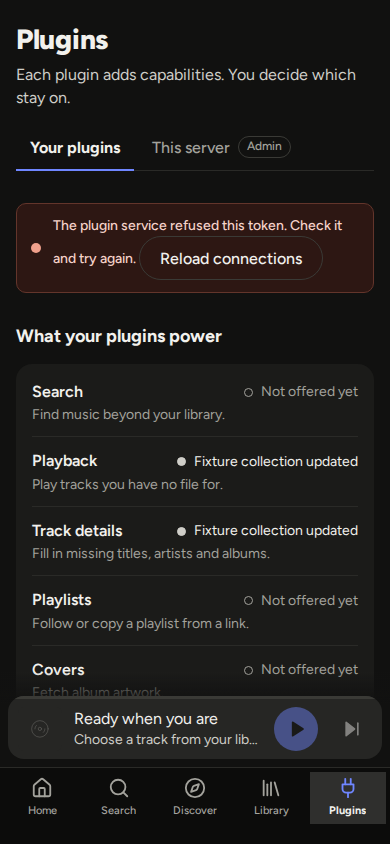 Plugins
Each plugin adds capabilities. You decide which
stay on.
Your plugins
This server
Admin
The plugin service refused this token. Check it
and try again.
Reload connections
What your plugins power
Search
Not offered yet
Find music beyond your library.
Playback
Fixture collection updated
Play tracks you have no file for.
Track details
Fixture collection updated
Fill in missing titles, artists and albums.
Playlists
Not offered yet
Follow or copy a playlist from a link.
Covers
Not offered yet
Fetch album artwork
Ready when you are
Choose a track from your lib…
Home
Search
Discover
Library
Plugins